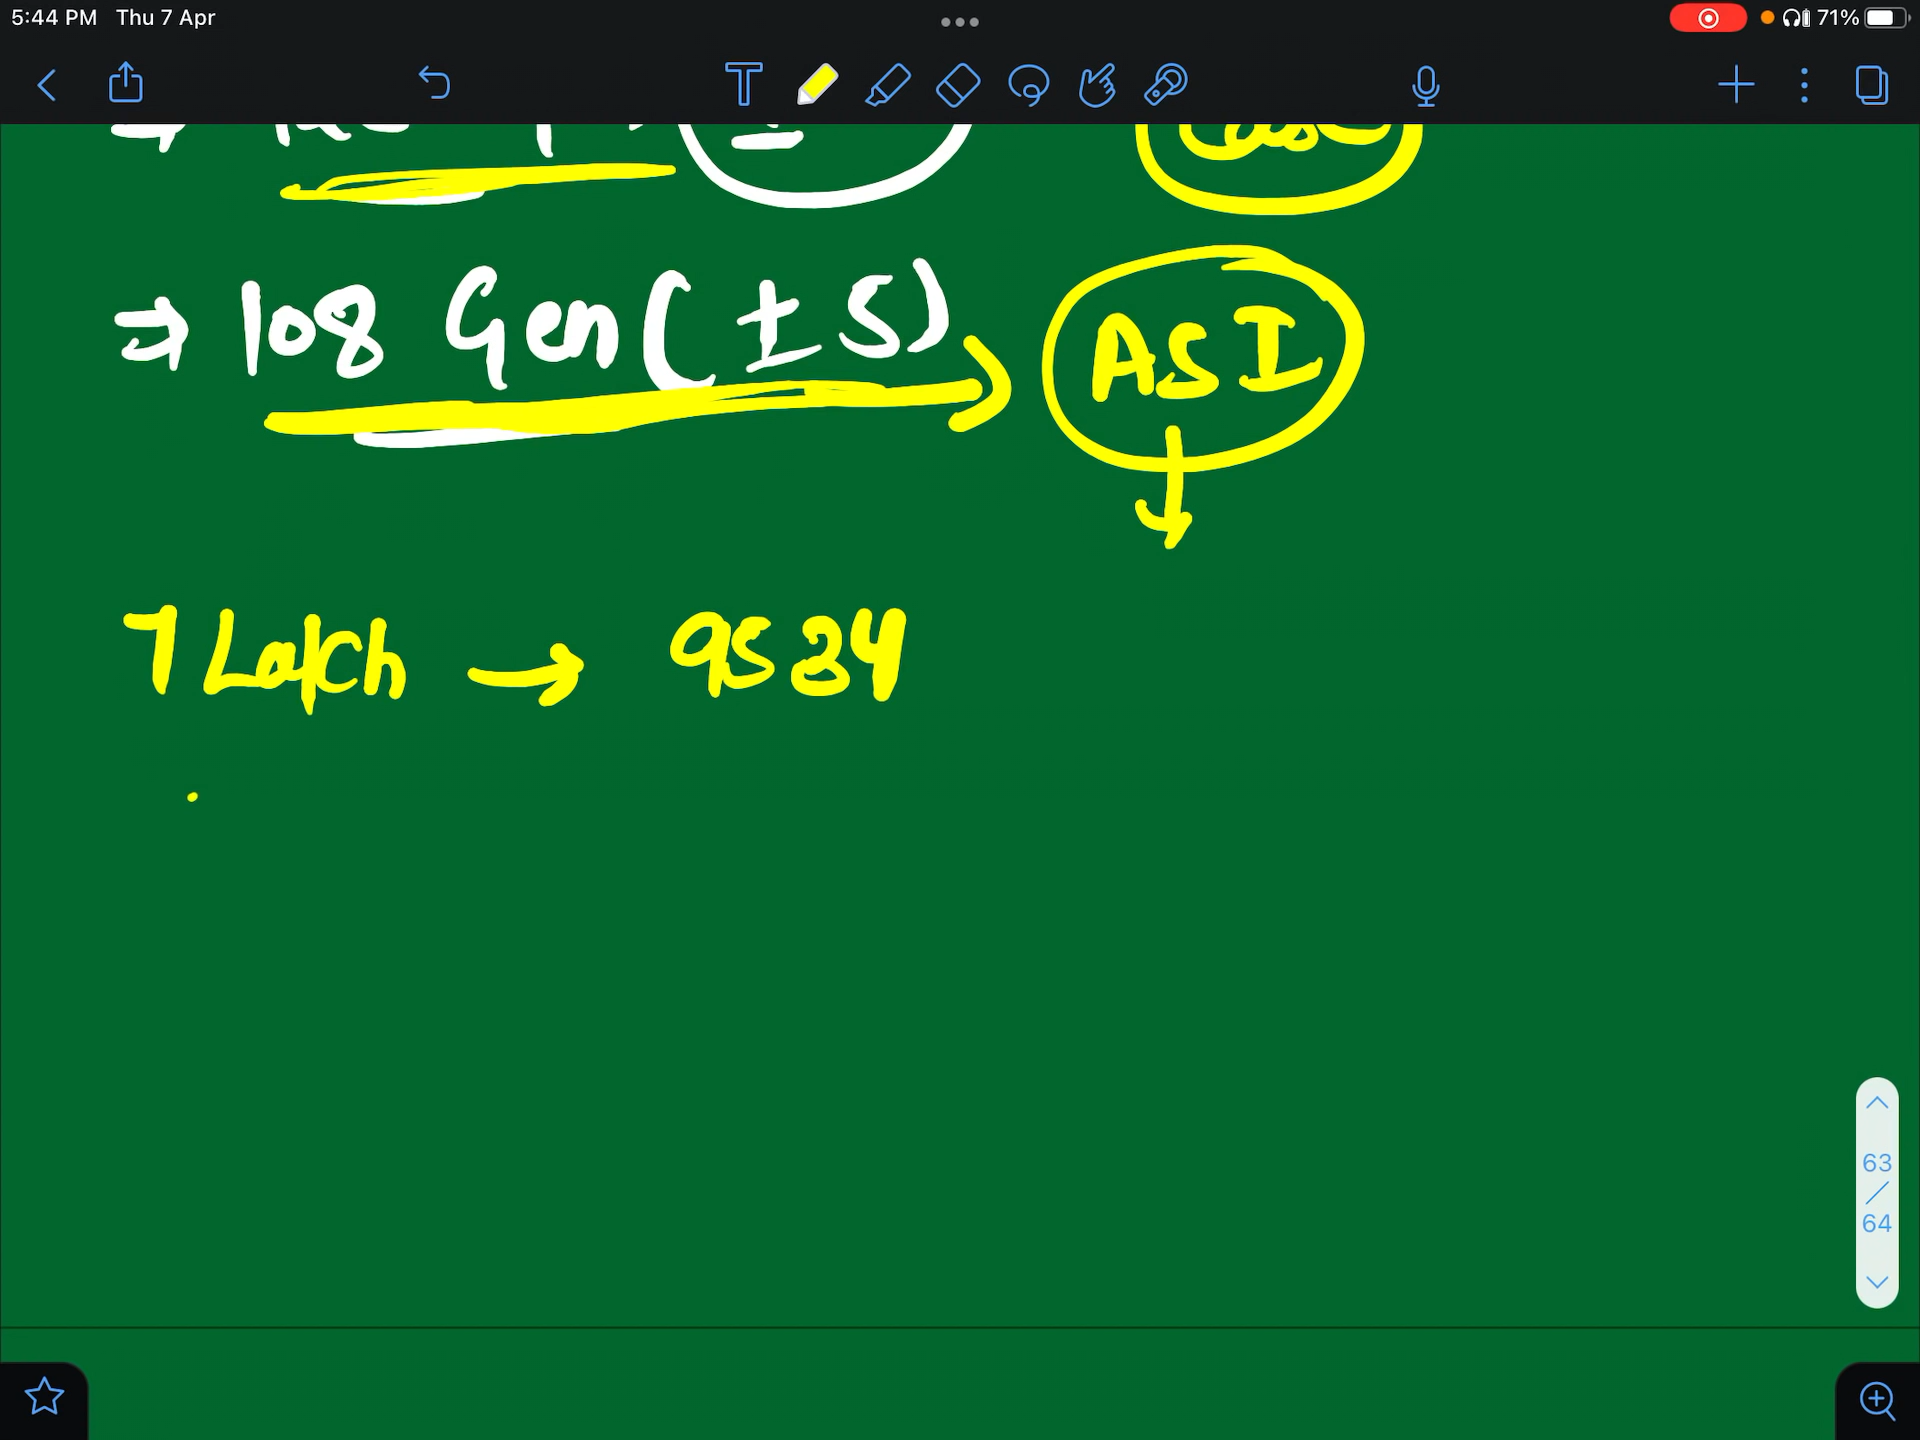 5:44 PM Thu 7 Apr
71%
T
⇒ 108 Gen (± 5) → ASI
7 Lakh → 9534
63
/
64